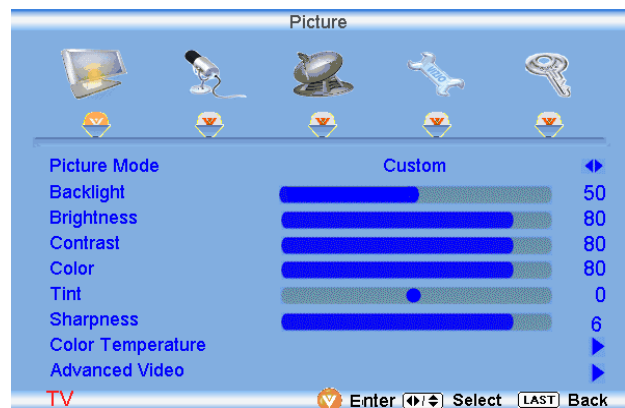 Picture
VIZIO
Picture Mode Custom
Backlight 50
Brightness 80
Contrast 80
Color 80
Tint 0
Sharpness 6
Color Temperature
Advanced Video
TV V Enter Select LAST Back